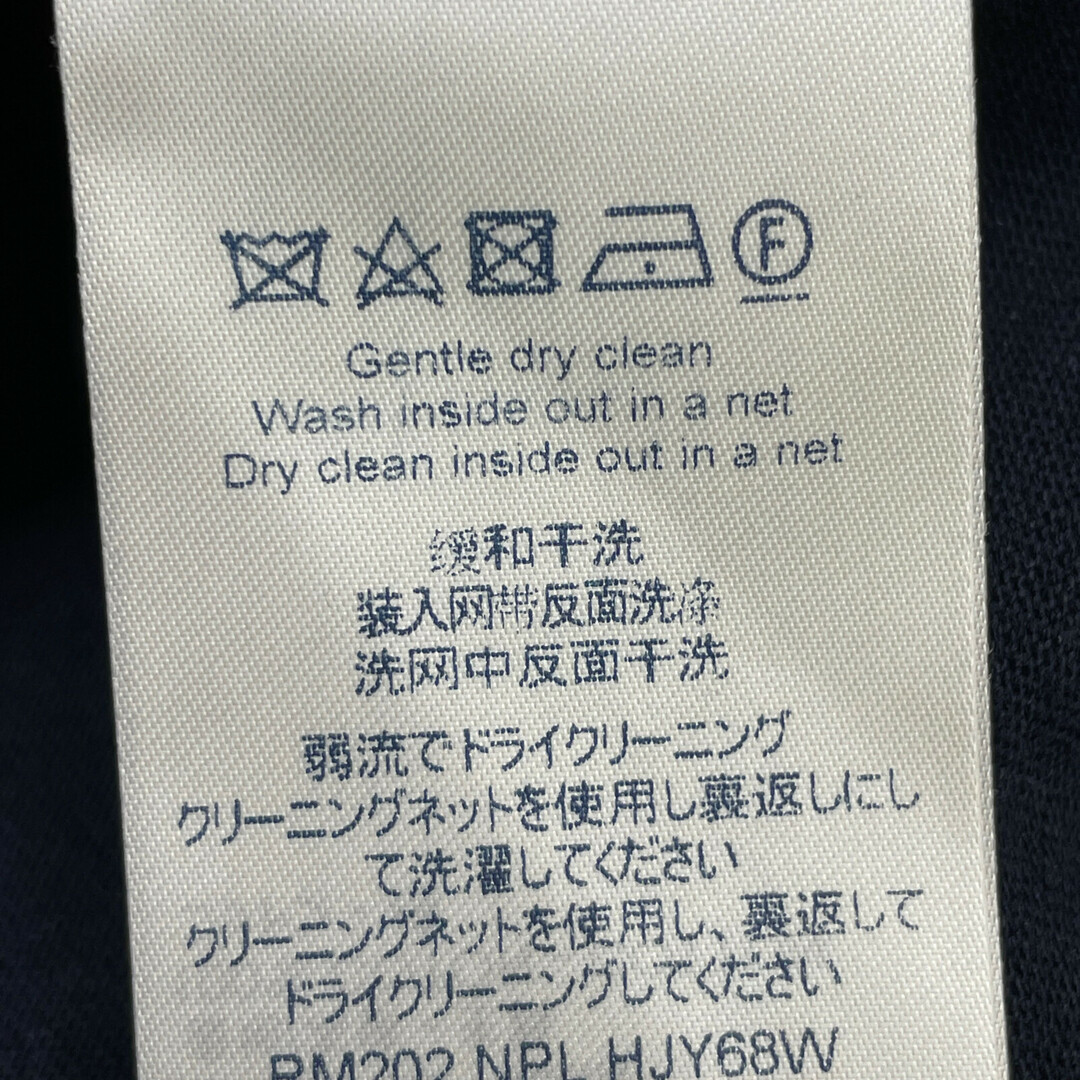 F
Gentle dry clean
Wash inside out in a net
Dry clean inside out in a net
缓和干洗
装入网带反面洗涤
洗网中反面干洗
弱流でドライクリーニング
クリーニングネットを使用し裏返しにし
て洗濯してください
クリーニングネットを使用し、裏返して
ドライクリーニングしてください
RM202 NPL HJY68W